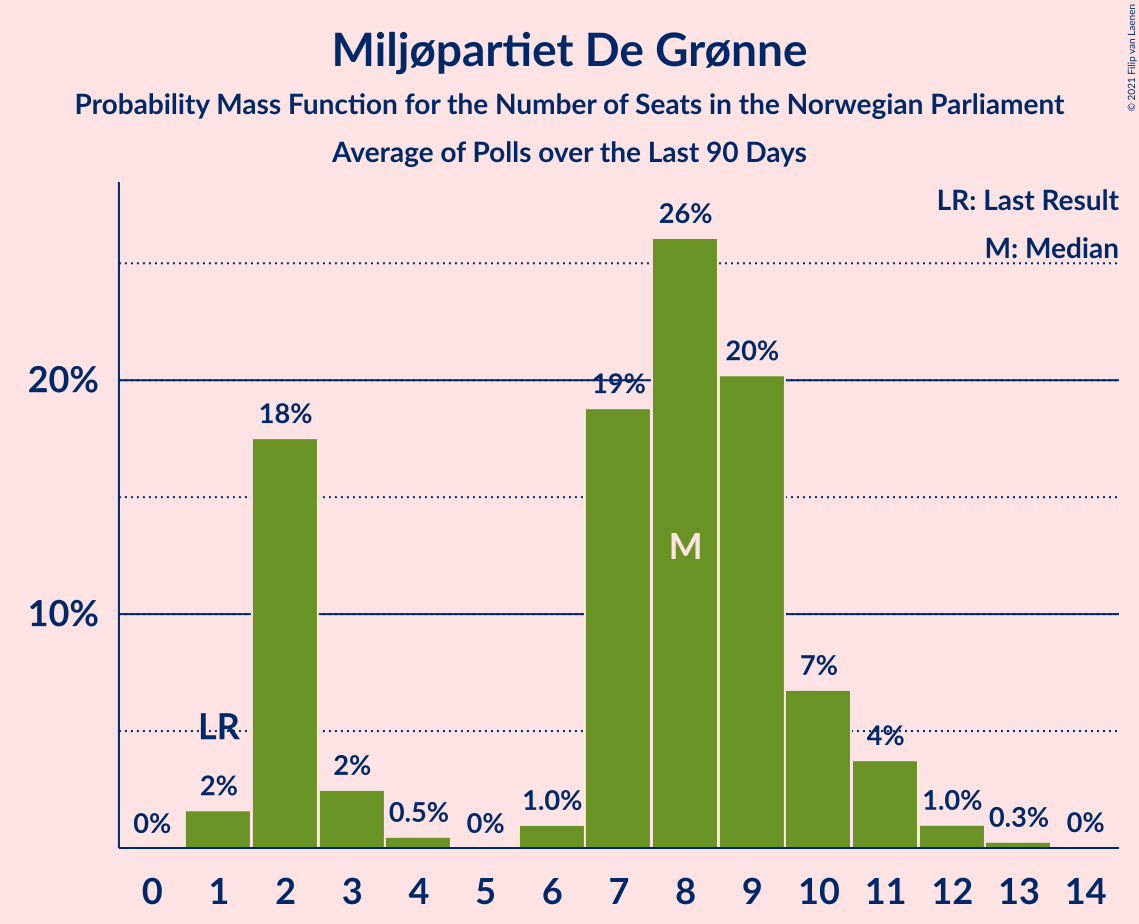 Miljøpartiet De Grønne
Probability Mass Function for the Number of Seats in the Norwegian Parliament
Average of Polls over the Last 90 Days
© 2021 Filip van Laenen
LR: Last Result
M: Median
26%
20%
20%
19%
18%
M
10%
7%
LR
4%
2%
2%
1.0%
1.0%
0.5%
0.3%
0%
0%
0%
0 1 2 3 4 5 6 7 8 9 10 11 12 13 14